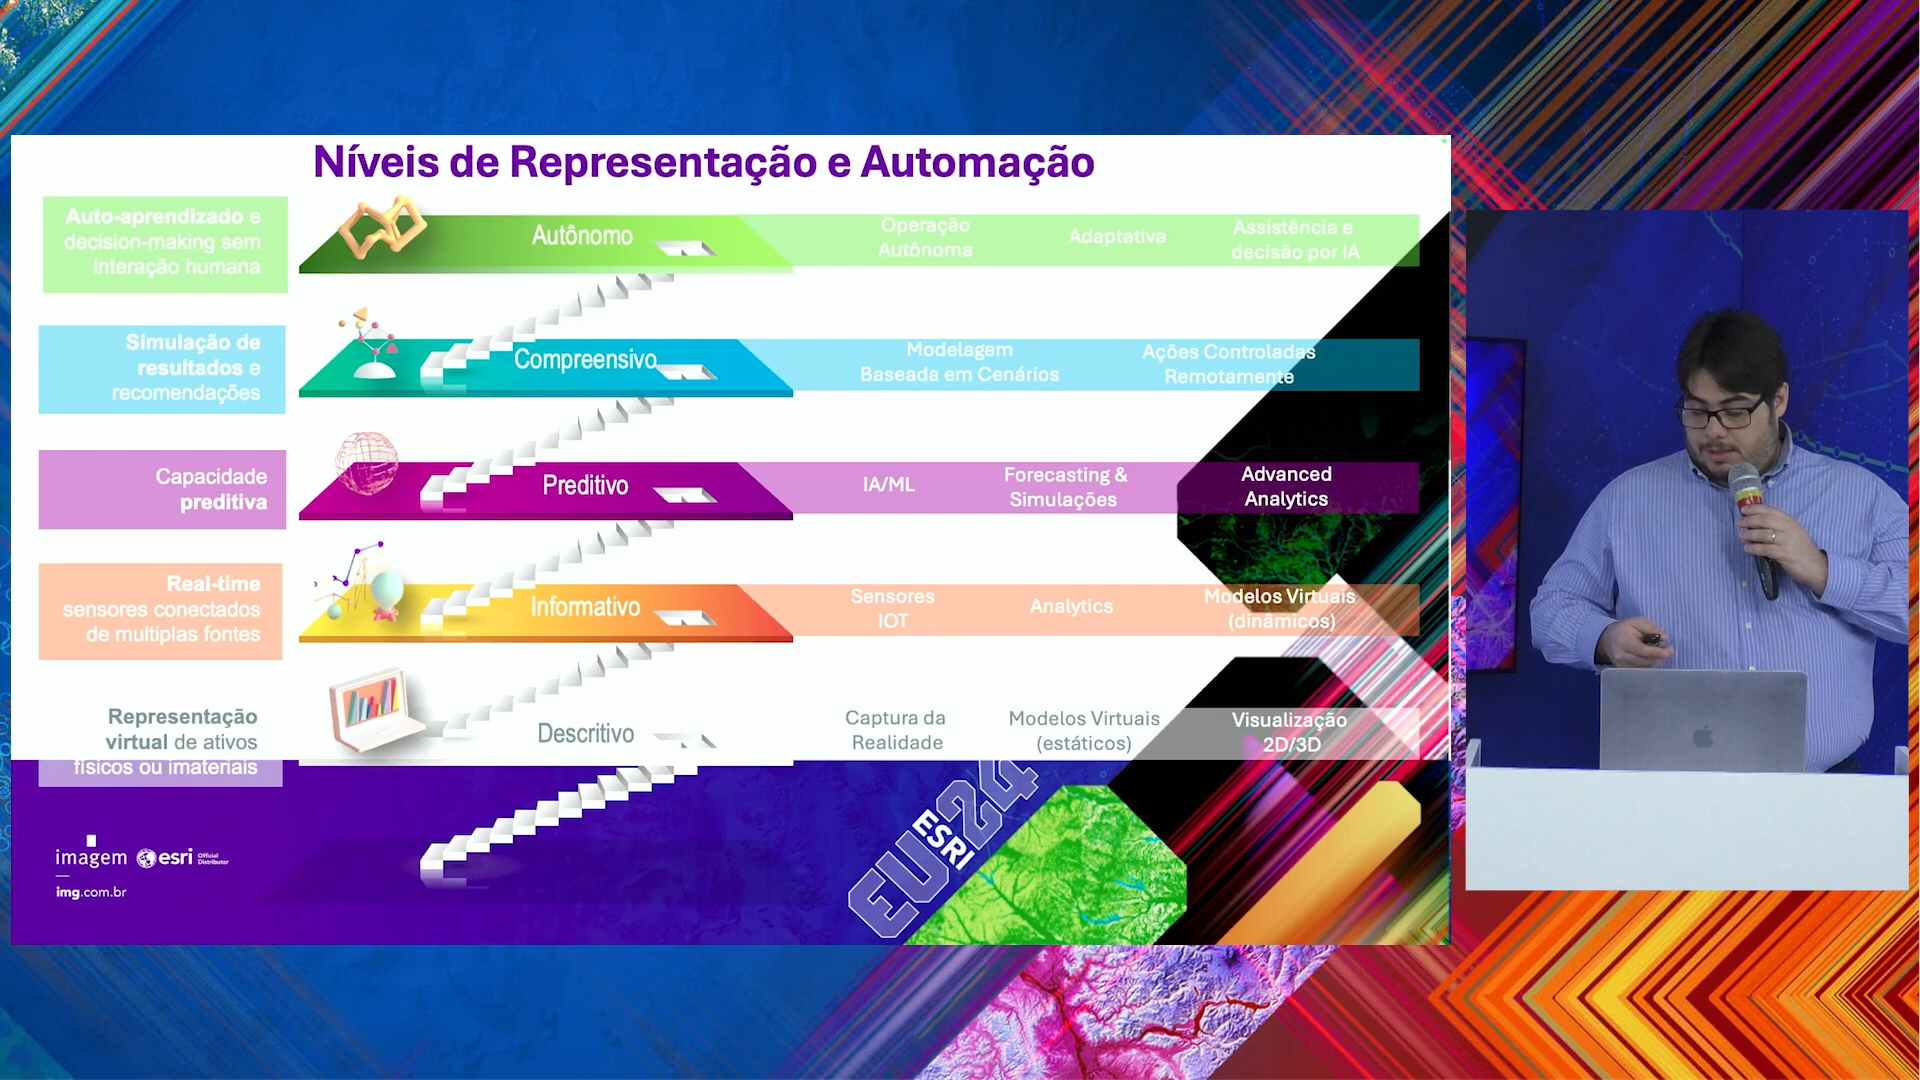 Níveis de Representação e Automação
Auto-aprendizado e
decision-making sem
interação humana
Autônomo
Operação
Autônoma
Adaptativa
Assistência e
decisão por IA
Simulação de
resultados e
recomendações
Compreensivo
Modelagem
Baseada em Cenários
Ações Controladas
Remotamente
Capacidade
preditiva
Preditivo
IA/ML
Forecasting &
Simulações
Advanced
Analytics
Real-time
sensores conectados
de multiplas fontes
Informativo
Sensores
IOT
Analytics
Modelos Virtuais
(dinâmicos)
Representação
virtual de ativos
físicos ou imateriais
Descritivo
Captura da
Realidade
Modelos Virtuais
(estáticos)
Visualização
2D/3D
imagem
esri
Official
Distributor
img.com.br
EU ESRI 24